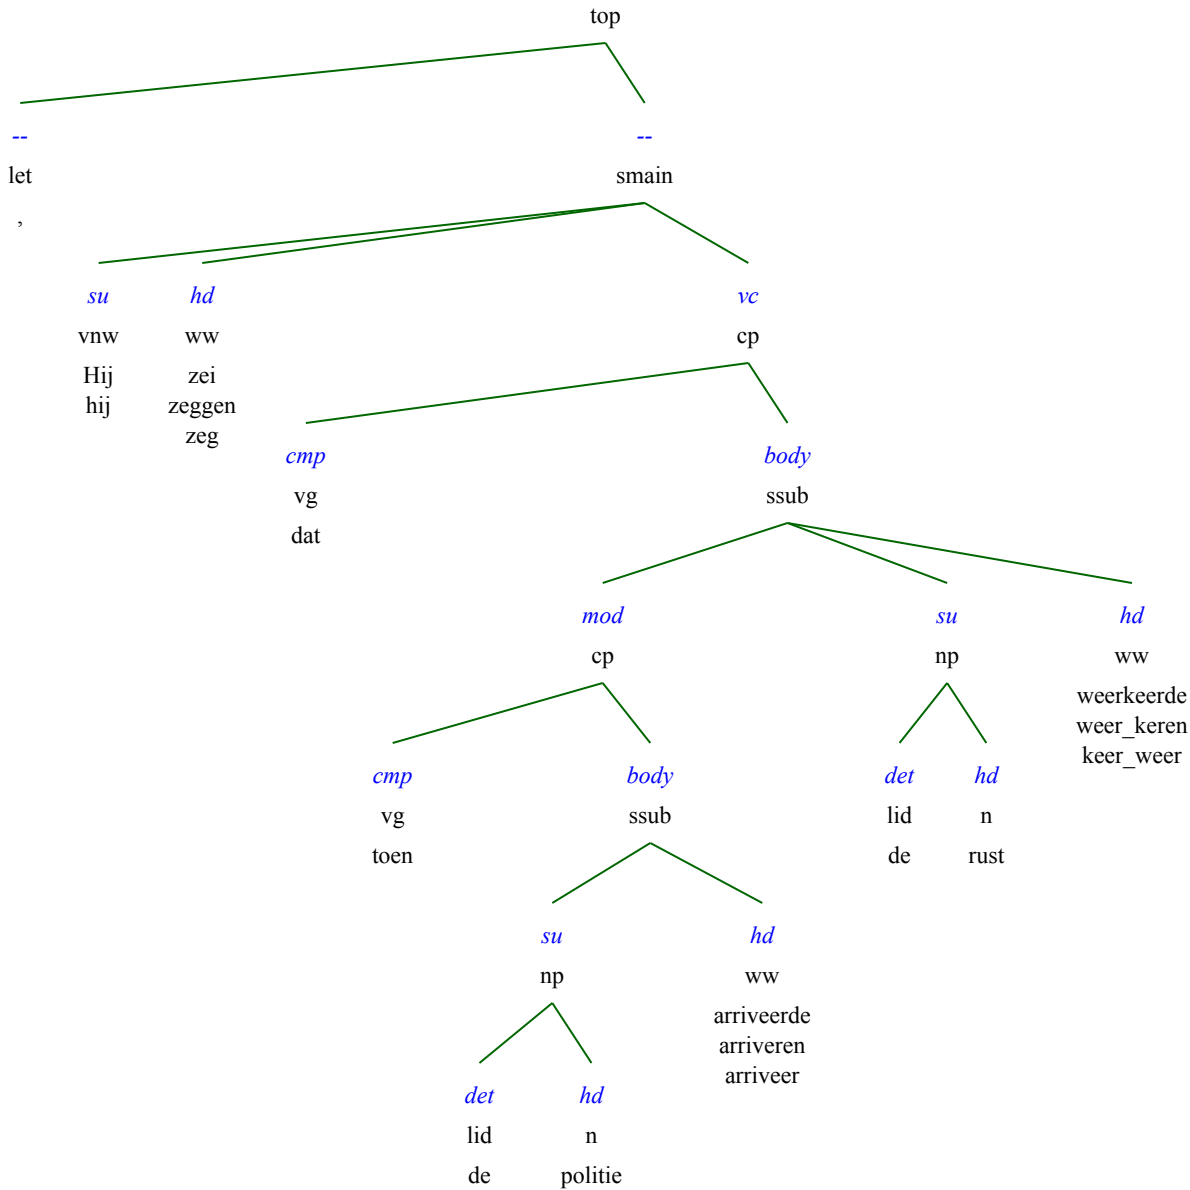 top
-- --
let smain
,
su hd vc
vnw ww cp
Hij zei
hij zeggen
zeg
cmp body
vg ssub
dat
mod su hd
cp np ww
weerkeerde
weer_keren
keer_weer
cmp body det hd
vg ssub lid n
toen de rust
su hd
np ww
arriveerde
arriveren
arriveer
det hd
lid n
de politie